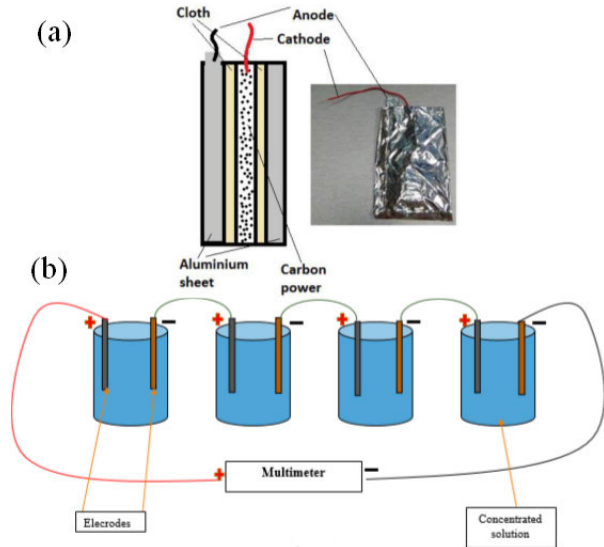 (a)
Cloth
Anode
Cathode
Aluminium
sheet
Carbon
power
(b)
+ − + − + − + −
+ Multimeter −
Elecrodes
Concentrated
solution